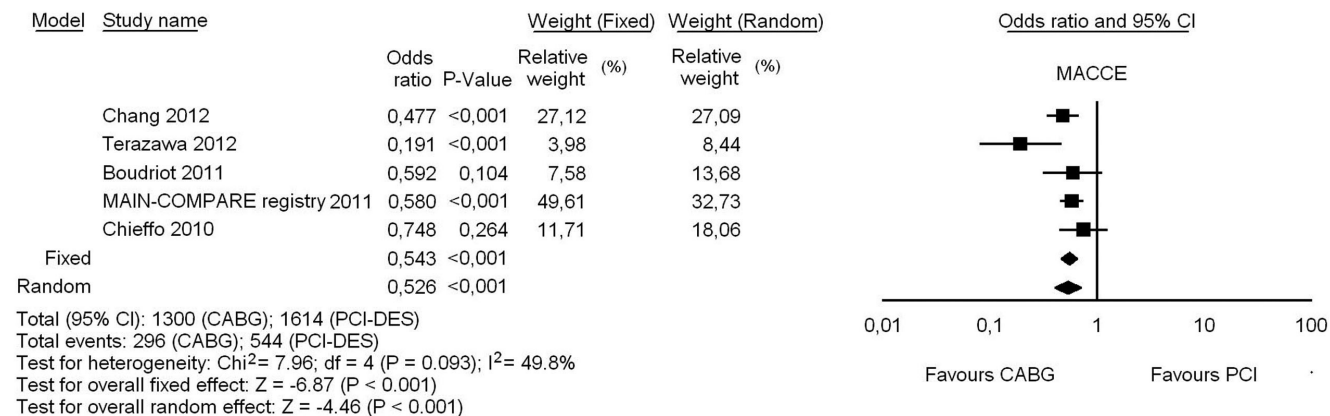 Model Study name Weight (Fixed) Weight (Random) Odds ratio and 95% CI
Odds ratio P-Value Relative weight (%) Relative weight (%) MACCE
Chang 2012 0,477 <0,001 27,12 27,09
Terazawa 2012 0,191 <0,001 3,98 8,44
Boudriot 2011 0,592 0,104 7,58 13,68
MAIN-COMPARE registry 2011 0,580 <0,001 49,61 32,73
Chieffo 2010 0,748 0,264 11,71 18,06
Fixed 0,543 <0,001
Random 0,526 <0,001
Total (95% CI): 1300 (CABG); 1614 (PCI-DES)
Total events: 296 (CABG); 544 (PCI-DES)
Test for heterogeneity: Chi²= 7.96; df = 4 (P = 0.093); I²= 49.8%
Test for overall fixed effect: Z = -6.87 (P < 0.001)
Test for overall random effect: Z = -4.46 (P < 0.001)
0,01 0,1 1 10 100
Favours CABG Favours PCI